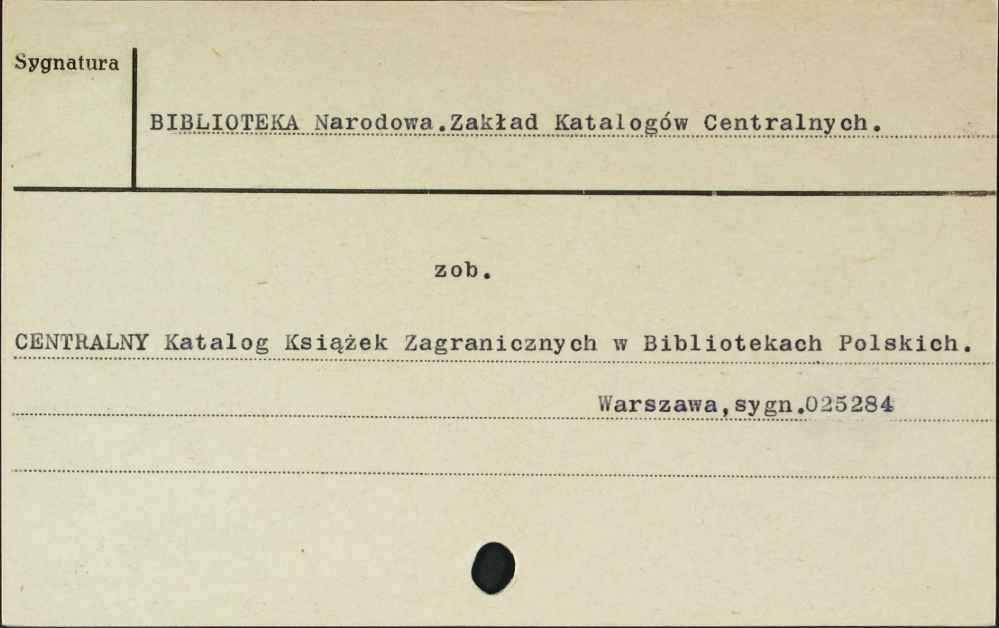 Sygnatura
BIBLIOTEKA Narodowa.Zakład Katalogów Centralnych.
zob.
CENTRALNY Katalog Książek Zagranicznych w Bibliotekach Polskich.
Warszawa,sygn.025284